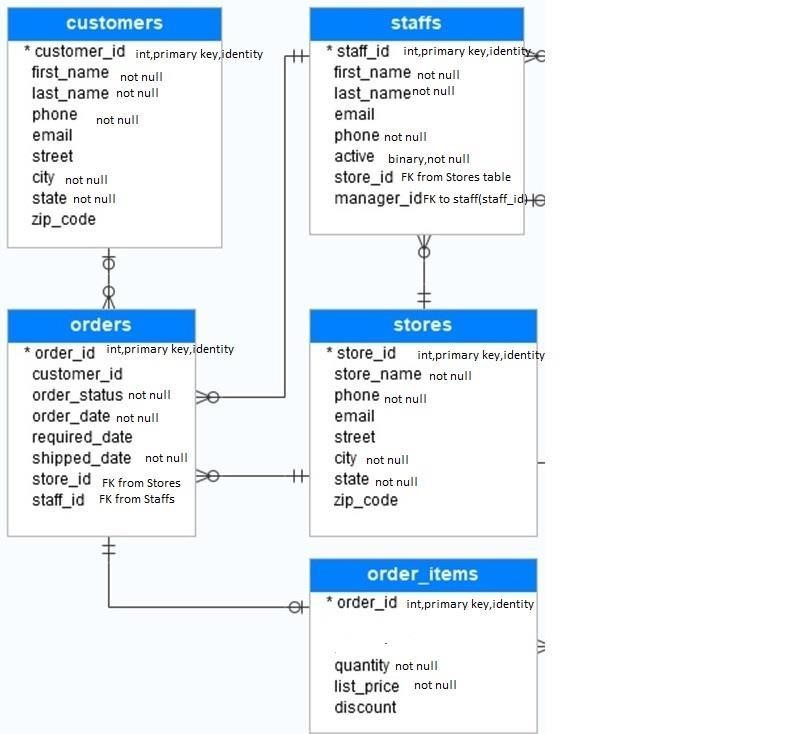 customers
* customer_id int,primary key,identity
first_name not null
last_name not null
phone not null
email
street
city not null
state not null
zip_code
staffs
* staff_id int,primary key,identity
first_name not null
last_name not null
email
phone not null
active binary,not null
store_id FK from Stores table
manager_id FK to staff(staff_id)
orders
* order_id int,primary key,identity
customer_id
order_status not null
order_date not null
required_date
shipped_date not null
store_id FK from Stores
staff_id FK from Staffs
stores
* store_id int,primary key,identity
store_name not null
phone not null
email
street
city not null
state not null
zip_code
order_items
* order_id int,primary key,identity
quantity not null
list_price not null
discount